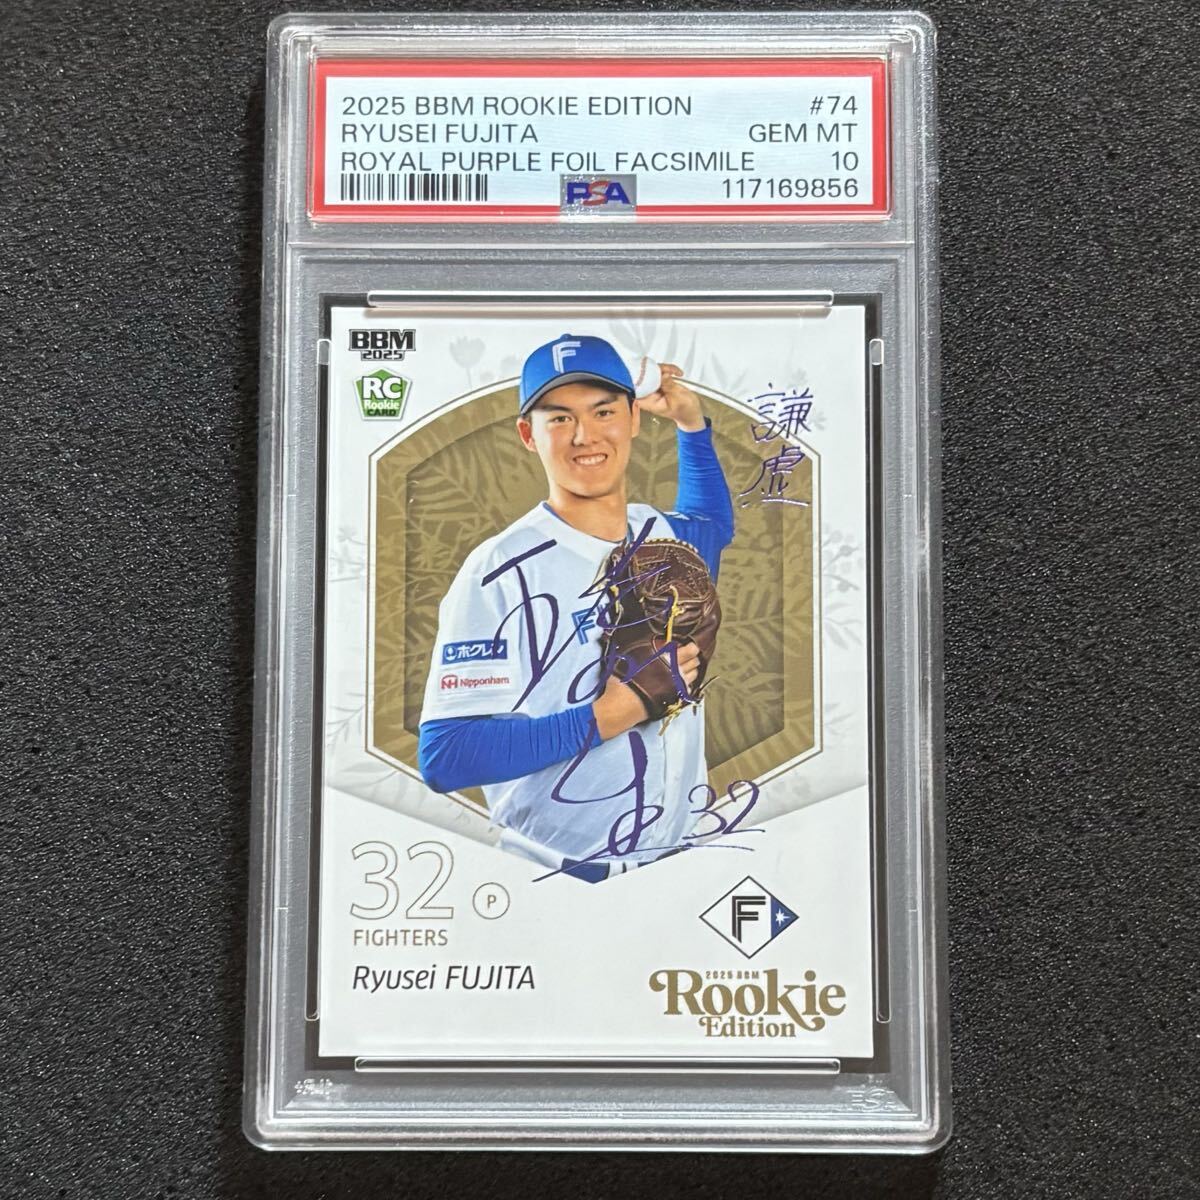 2025 BBM ROOKIE EDITION #74
RYUSEI FUJITA GEM MT
ROYAL PURPLE FOIL FACSIMILE 10
PSA 117169856
BBM
2025
RC
Rookie
CARD
謙虚
F
F
ホクレン
Nipponham
32
32 P
FIGHTERS
Ryusei FUJITA
F
2025 BBM
Rookie
Edition